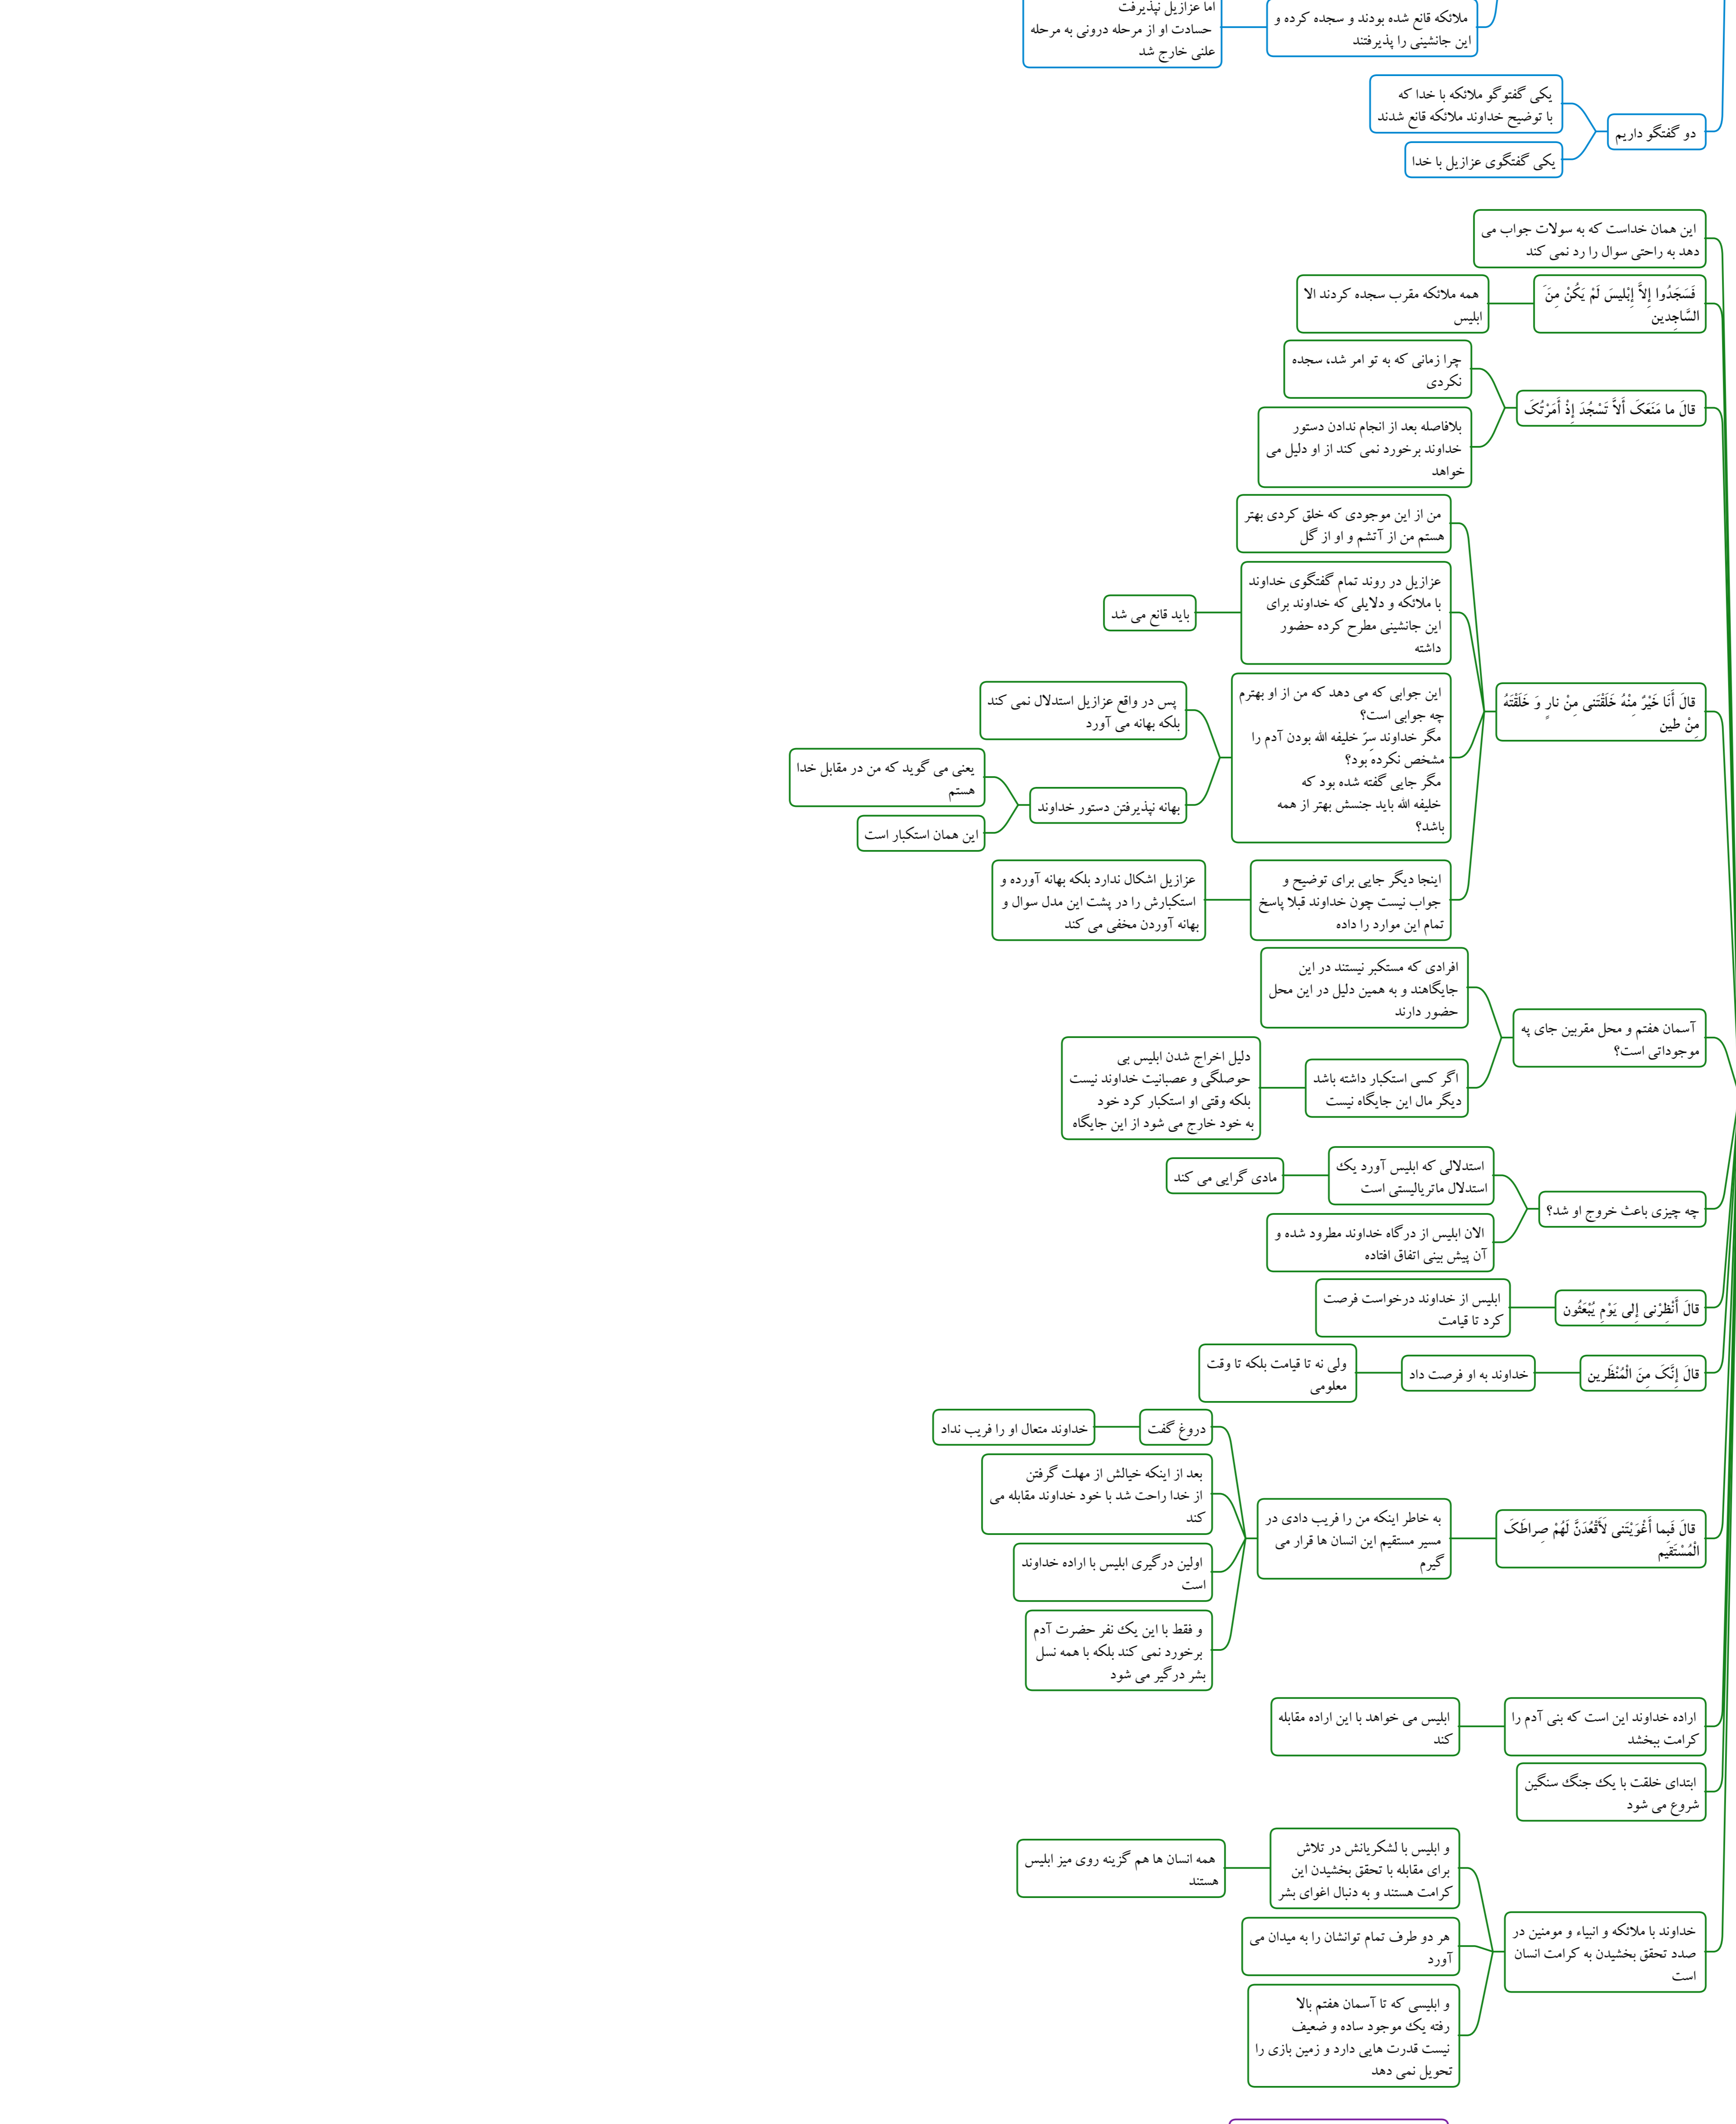 ملائکه قانع شده بودند و سجده کرده و
این جانشینی را پذیرفتند
اما عزازیل نپذیرفت
حسادت او از مرحله درونی به مرحله
علنی خارج شد
دو گفتگو داریم
یکی گفتوگو ملائکه با خدا که
با توضیح خداوند ملائکه قانع شدند
یکی گفتگوی عزازیل با خدا
این همان خداست که به سولات جواب می
دهد به راحتی سوال را رد نمی کند
فَسَجَدُوا إِلاَّ إِبْلیسَ لَمْ یَکُنْ مِنَ
السَّاجِدین
همه ملائکه مقرب سجده کردند الا
ابلیس
قالَ ما مَنَعَکَ أَلاَّ تَسْجُدَ إِذْ أَمَرْتُکَ
چرا زمانی که به تو امر شد، سجده
نکردی
بلافاصله بعد از انجام ندادن دستور
خداوند برخورد نمی کند از او دلیل می
خواهد
قالَ أَنَا خَیْرٌ مِنْهُ خَلَقْتَنی مِنْ نارٍ وَ خَلَقْتَهُ
مِنْ طین
من از این موجودی که خلق کردی بهتر
هستم من از آتشم و او از گل
عزازیل در روند تمام گفتگوی خداوند
با ملائکه و دلایلی که خداوند برای
این جانشینی مطرح کرده حضور
داشته
باید قانع می شد
این جوابی که می دهد که من از او بهترم
چه جوابی است؟
مگر خداوند سِرّ خلیفه الله بودن آدم را
مشخص نکرده بود؟
مگر جایی گفته شده بود که
خلیفه الله باید جنسش بهتر از همه
باشد؟
پس در واقع عزازیل استدلال نمی کند
بلکه بهانه می آورد
بهانه نپذیرفتن دستور خداوند
یعنی می گوید که من در مقابل خدا
هستم
این همان استکبار است
اینجا دیگر جایی برای توضیح و
جواب نیست چون خداوند قبلا پاسخ
تمام این موارد را داده
عزازیل اشکال ندارد بلکه بهانه آورده و
استکبارش را در پشت این مدل سوال و
بهانه آوردن مخفی می کند
آسمان هفتم و محل مقربین جای په
موجوداتی است؟
افرادی که مستکبر نیستند در این
جایگاهند و به همین دلیل در این محل
حضور دارند
اگر کسی استکبار داشته باشد
دیگر مال این جایگاه نیست
دلیل اخراج شدن ابلیس بی
حوصلگی و عصبانیت خداوند نیست
بلکه وقتی او استکبار کرد خود
به خود خارج می شود از این جایگاه
چه چیزی باعث خروج او شد؟
استدلالی که ابلیس آورد یک
استدلال ماتریالیستی است
مادی گرایی می کند
الان ابلیس از درگاه خداوند مطرود شده و
آن پیش بینی اتفاق افتاده
قالَ أَنْظِرْنی إِلى یَوْمِ یُبْعَثُون
ابلیس از خداوند درخواست فرصت
کرد تا قیامت
قالَ إِنَّکَ مِنَ الْمُنْظَرین
خداوند به او فرصت داد
ولی نه تا قیامت بلکه تا وقت
معلومی
قالَ فَبِما أَغْوَیْتَنی لَأَقْعُدَنَّ لَهُمْ صِراطَکَ
الْمُسْتَقیم
به خاطر اینکه من را فریب دادی در
مسیر مستقیم این انسان ها قرار می
گیرم
دروغ گفت
خداوند متعال او را فریب نداد
بعد از اینکه خیالش از مهلت گرفتن
از خدا راحت شد با خود خداوند مقابله می
کند
اولین درگیری ابلیس با اراده خداوند
است
و فقط با این یک نفر حضرت آدم
برخورد نمی کند بلکه با همه نسل
بشر درگیر می شود
اراده خداوند این است که بنی آدم را
کرامت ببخشد
ابلیس می خواهد با این اراده مقابله
کند
ابتدای خلقت با یک جنگ سنگین
شروع می شود
خداوند با ملائکه و انبیاء و مومنین در
صدد تحقق بخشیدن به کرامت انسان
است
و ابلیس با لشکریانش در تلاش
برای مقابله با تحقق بخشیدن این
کرامت هستند و به دنبال اغوای بشر
همه انسان ها هم گزینه روی میز ابلیس
هستند
هر دو طرف تمام توانشان را به میدان می
آورد
و ابلیسی که تا آسمان هفتم بالا
رفته یک موجود ساده و ضعیف
نیست قدرت هایی دارد و زمین بازی را
تحویل نمی دهد